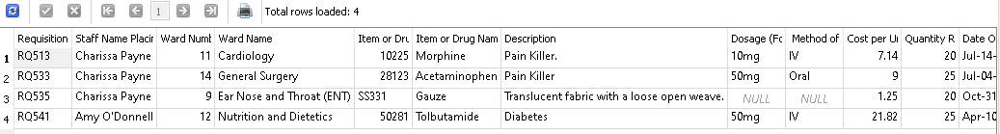 1 Total rows loaded: 4
Requisition Staff Name Placir Ward Numb Ward Name Item or Dru Item or Drug Nam Description Dosage (Fo Method of Cost per Ui Quantity R Date O
1 RQ513 Charissa Payne 11 Cardiology 10225 Morphine Pain Killer. 10mg IV 7.14 20 Jul-14-
2 RQ533 Charissa Payne 14 General Surgery 28123 Acetaminophen Pain Killer 50mg Oral 9 25 Jul-04-
3 RQ535 Charissa Payne 9 Ear Nose and Throat (ENT) SS331 Gauze Translucent fabric with a loose open weave. NULL NULL 1.25 20 Oct-31
4 RQ541 Amy O'Donnell 12 Nutrition and Dietetics 50281 Tolbutamide Diabetes 50mg IV 21.82 25 Apr-10